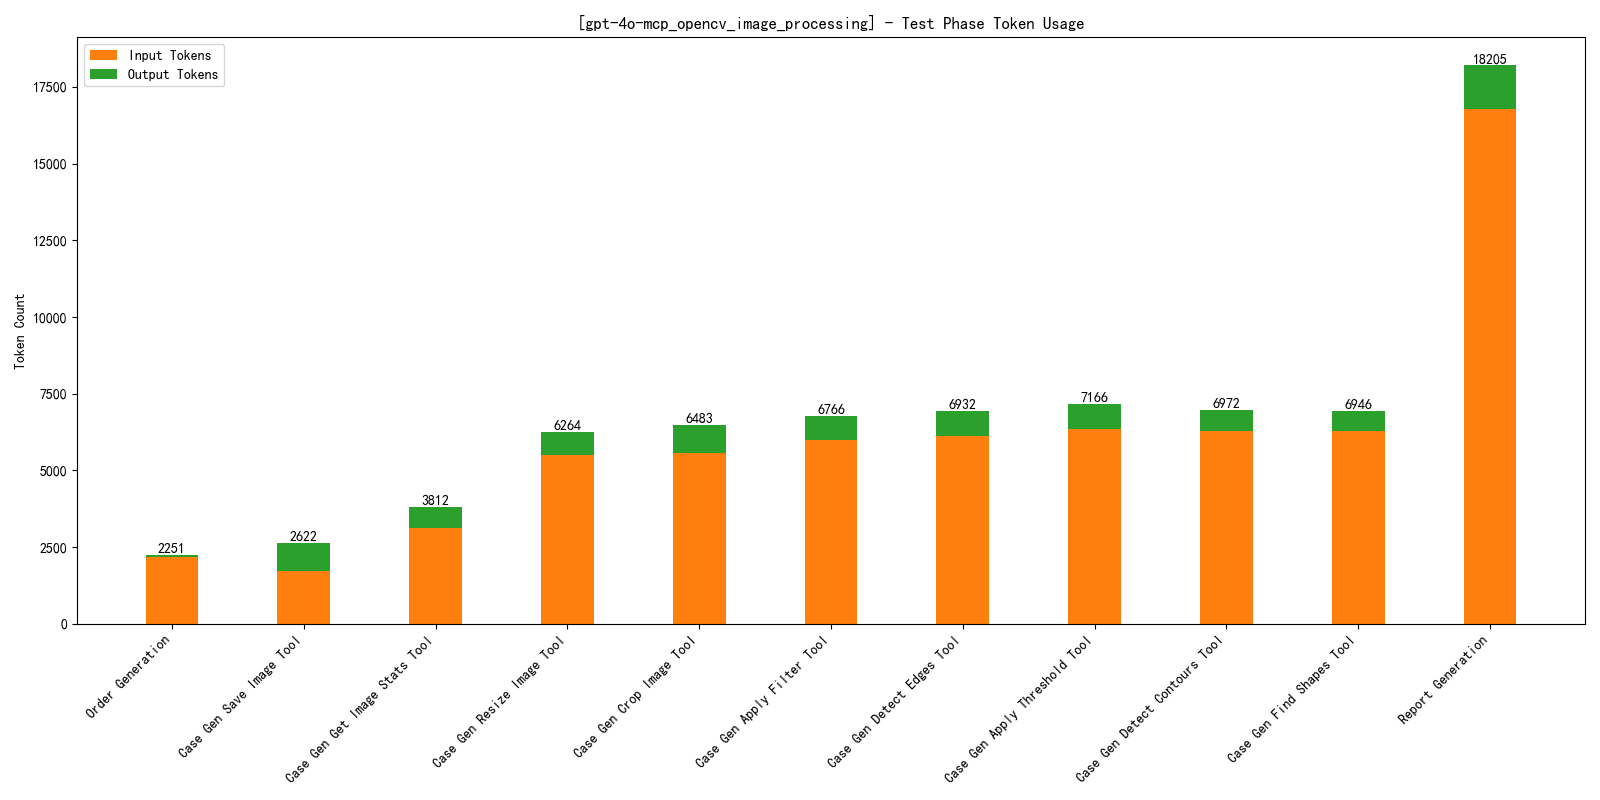 [gpt-4o-mcp_opencv_image_processing] - Test Phase Token Usage
Input Tokens
Output Tokens
Token Count
17500
15000
12500
10000
7500
5000
2500
0
2251
2622
3812
6264
6483
6766
6932
7166
6972
6946
18205
Order Generation
Case Gen Save Image Tool
Case Gen Get Image Stats Tool
Case Gen Resize Image Tool
Case Gen Crop Image Tool
Case Gen Apply Filter Tool
Case Gen Detect Edges Tool
Case Gen Apply Threshold Tool
Case Gen Detect Contours Tool
Case Gen Find Shapes Tool
Report Generation